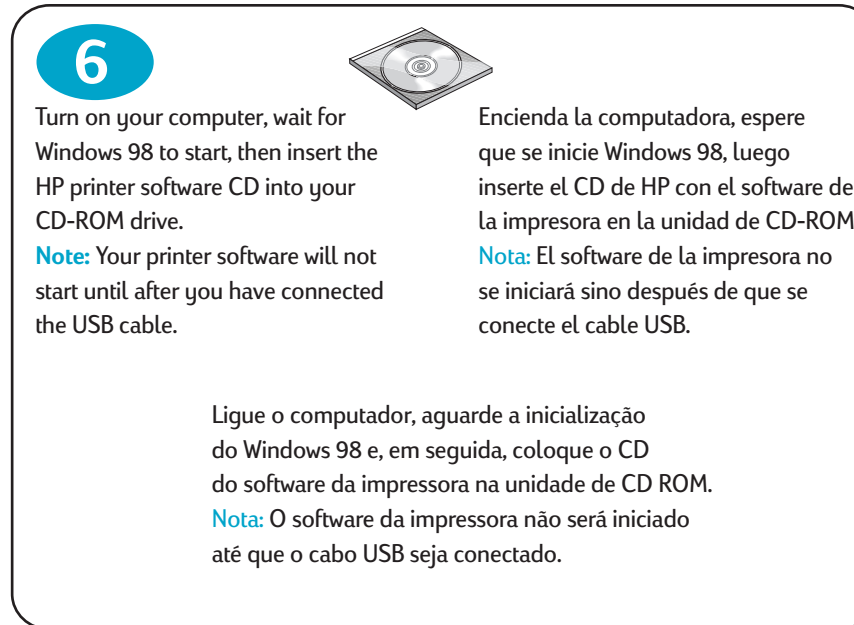 6
Turn on your computer, wait for
Windows 98 to start, then insert the
HP printer software CD into your
CD-ROM drive.
Note: Your printer software will not
start until after you have connected
the USB cable.
Encienda la computadora, espere
que se inicie Windows 98, luego
inserte el CD de HP con el software de
la impresora en la unidad de CD-ROM
Nota: El software de la impresora no
se iniciará sino después de que se
conecte el cable USB.
Ligue o computador, aguarde a inicialização
do Windows 98 e, em seguida, coloque o CD
do software da impressora na unidade de CD ROM.
Nota: O software da impressora não será iniciado
até que o cabo USB seja conectado.